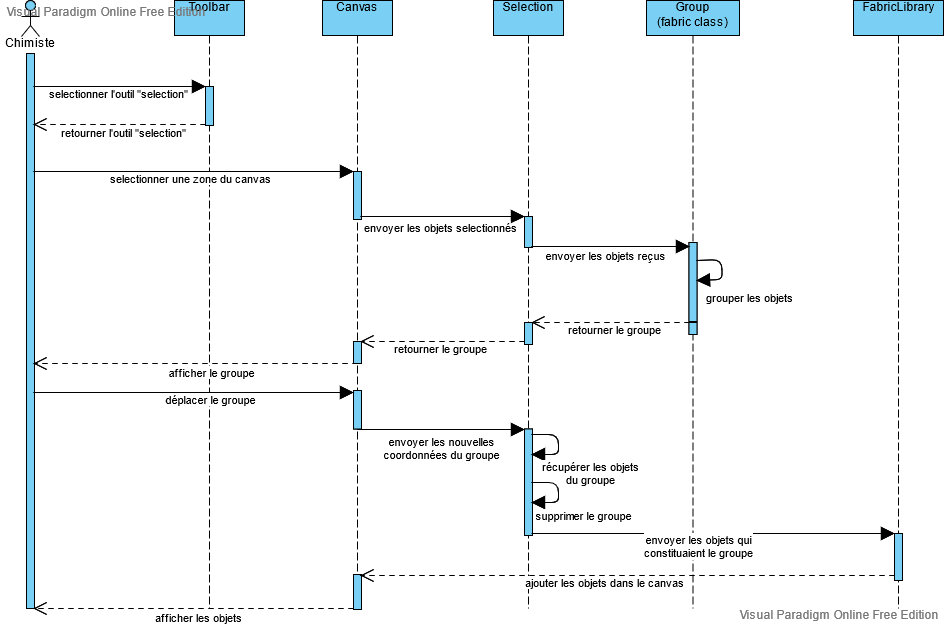 Visual Paradigm Online Free Edition
Toolbar
Canvas
Selection
Group
(fabric class)
FabricLibrary
Chimiste
selectionner l'outil "selection"
retourner l'outil "selection"
selectionner une zone du canvas
envoyer les objets selectionnés
envoyer les objets reçus
grouper les objets
retourner le groupe
retourner le groupe
afficher le groupe
déplacer le groupe
envoyer les nouvelles
coordonnées du groupe
récupérer les objets
du groupe
supprimer le groupe
envoyer les objets qui
constituaient le groupe
ajouter les objets dans le canvas
afficher les objets
Visual Paradigm Online Free Edition